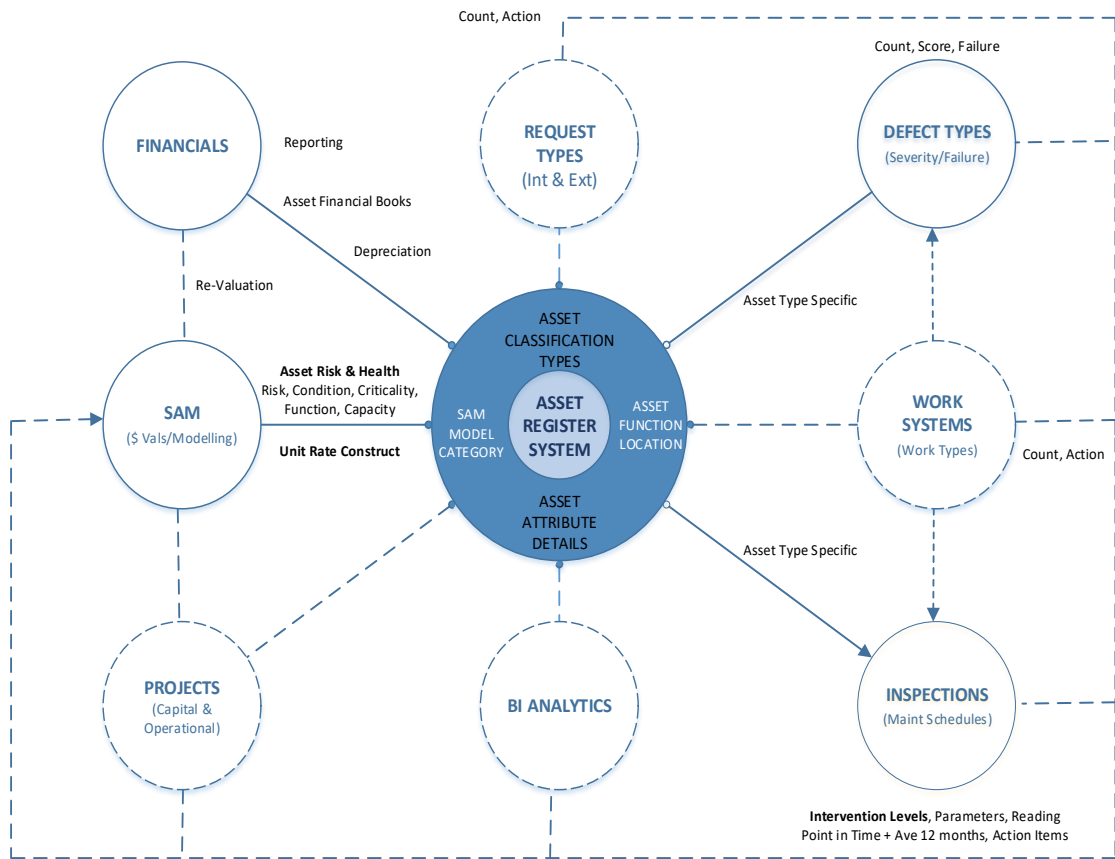 Count, Action
Count, Score, Failure
FINANCIALS
Reporting
REQUEST
TYPES
(Int & Ext)
DEFECT TYPES
(Severity/Failure)
Asset Financial Books
Depreciation
Re-Valuation
Asset Type Specific
ASSET
CLASSIFICATION
TYPES
Asset Risk & Health
Risk, Condition, Criticality,
Function, Capacity
Unit Rate Construct
SAM
($ Vals/Modelling)
SAM
MODEL
CATEGORY
ASSET
REGISTER
SYSTEM
ASSET
FUNCTION
LOCATION
WORK
SYSTEMS
(Work Types)
Count, Action
ASSET
ATTRIBUTE
DETAILS
Asset Type Specific
PROJECTS
(Capital &
Operational)
BI ANALYTICS
INSPECTIONS
(Maint Schedules)
Intervention Levels, Parameters, Reading
Point in Time + Ave 12 months, Action Items